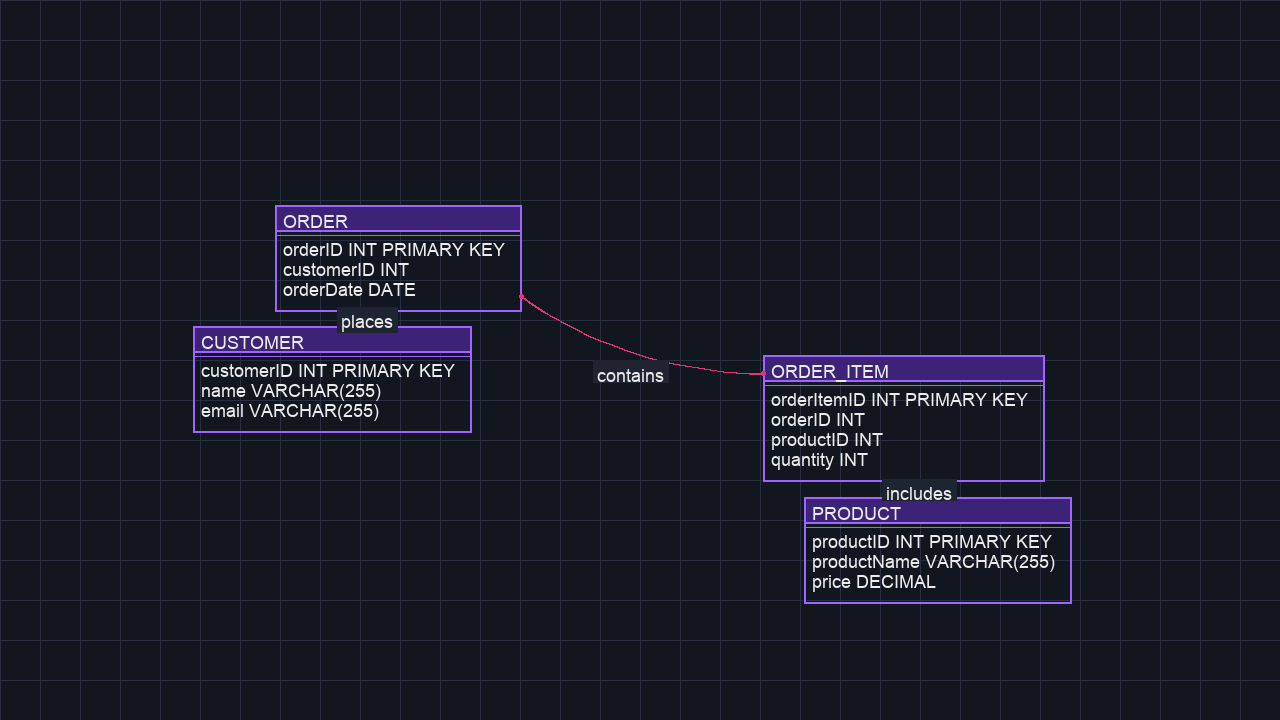 ORDER
orderID INT PRIMARY KEY
customerID INT
orderDate DATE
places
CUSTOMER
customerID INT PRIMARY KEY
name VARCHAR(255)
email VARCHAR(255)
contains
ORDER_ITEM
orderItemID INT PRIMARY KEY
orderID INT
productID INT
quantity INT
includes
PRODUCT
productID INT PRIMARY KEY
productName VARCHAR(255)
price DECIMAL